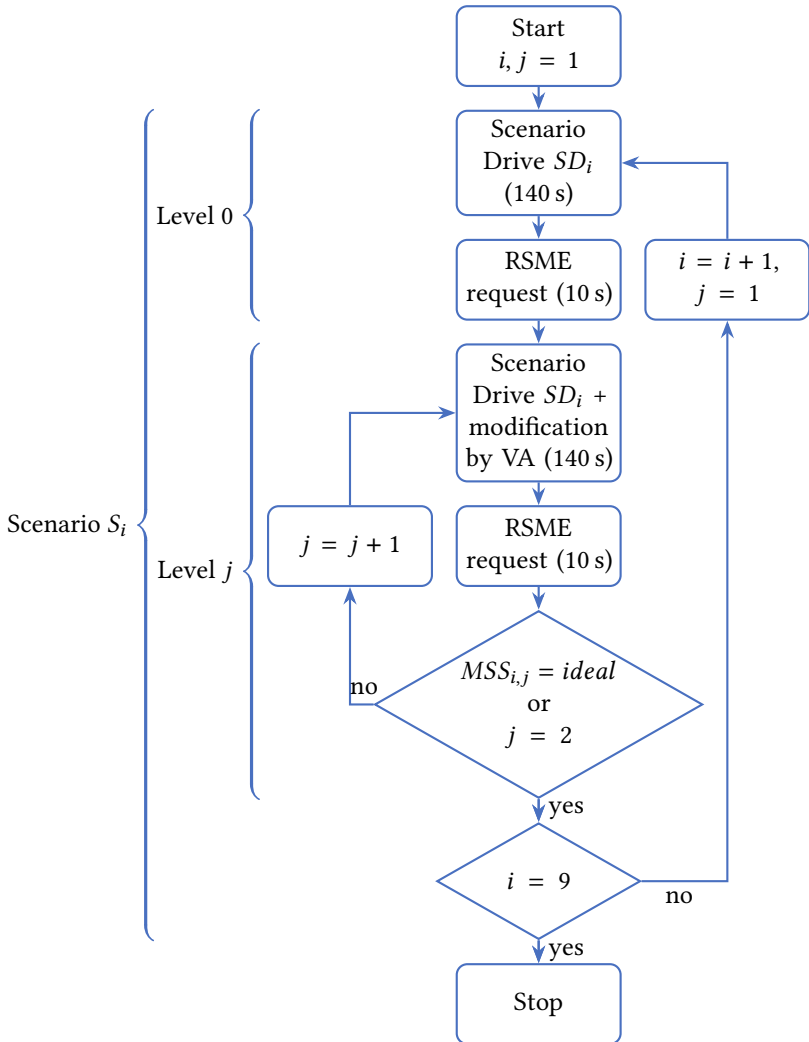 Start
i, j = 1
Scenario
Drive SD_i
(140 s)
Level 0
RSME
request (10 s)
i = i + 1,
j = 1
Scenario
Drive SD_i +
modification
by VA (140 s)
Scenario S_i
j = j + 1
RSME
request (10 s)
Level j
MSS_{i,j} = ideal
or
j = 2
no
yes
i = 9
no
yes
Stop